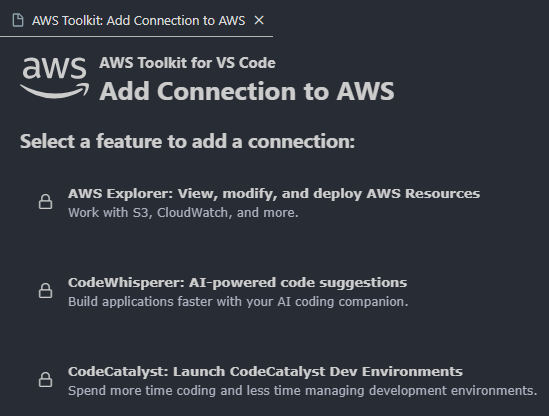 AWS Toolkit: Add Connection to AWS
aws
AWS Toolkit for VS Code
Add Connection to AWS
Select a feature to add a connection:
AWS Explorer: View, modify, and deploy AWS Resources
Work with S3, CloudWatch, and more.
CodeWhisperer: AI-powered code suggestions
Build applications faster with your AI coding companion.
CodeCatalyst: Launch CodeCatalyst Dev Environments
Spend more time coding and less time managing development environments.